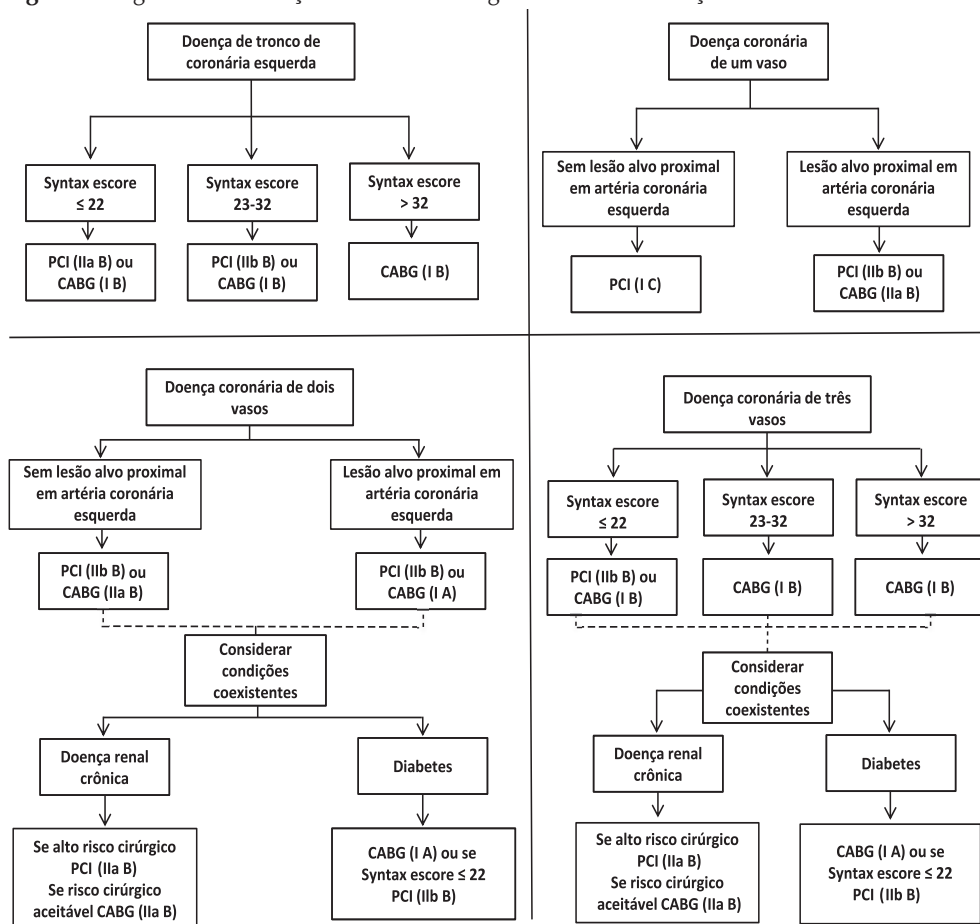 Doença de tronco de
coronária esquerda
Syntax escore
≤ 22
Syntax escore
23-32
Syntax escore
> 32
PCI (IIa B) ou
CABG (I B)
PCI (IIb B) ou
CABG (I B)
CABG (I B)
Doença coronária
de um vaso
Sem lesão alvo proximal
em artéria coronária
esquerda
Lesão alvo proximal em
artéria coronária
esquerda
PCI (I C)
PCI (IIb B) ou
CABG (IIa B)
Doença coronária de dois
vasos
Sem lesão alvo proximal
em artéria coronária
esquerda
Lesão alvo proximal em
artéria coronária
esquerda
PCI (IIb B) ou
CABG (IIa B)
PCI (IIb B) ou
CABG (I A)
Considerar
condições
coexistentes
Doença renal
crônica
Diabetes
Se alto risco cirúrgico
PCI (IIa B)
Se risco cirúrgico
aceitável CABG (IIa B)
CABG (I A) ou se
Syntax escore ≤ 22
PCI (IIb B)
Doença coronária de três
vasos
Syntax escore
≤ 22
Syntax escore
23-32
Syntax escore
> 32
PCI (IIb B) ou
CABG (I B)
CABG (I B)
CABG (I B)
Considerar
condições
coexistentes
Doença renal
crônica
Diabetes
Se alto risco cirúrgico
PCI (IIa B)
Se risco cirúrgico
aceitável CABG (IIa B)
CABG (I A) ou se
Syntax escore ≤ 22
PCI (IIb B)